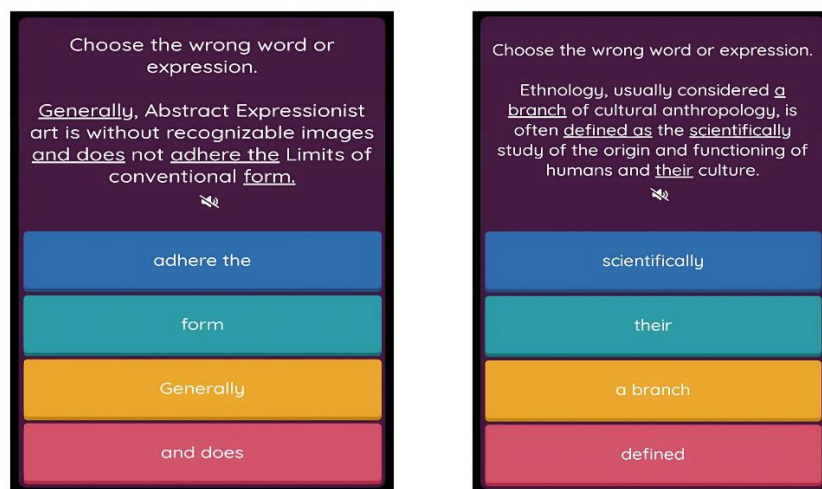 Choose the wrong word or
expression.
Generally, Abstract Expressionist
art is without recognizable images
and does not adhere the Limits of
conventional form.
adhere the
form
Generally
and does
Choose the wrong word or expression.
Ethnology, usually considered a
branch of cultural anthropology, is
often defined as the scientifically
study of the origin and functioning of
humans and their culture.
scientifically
their
a branch
defined